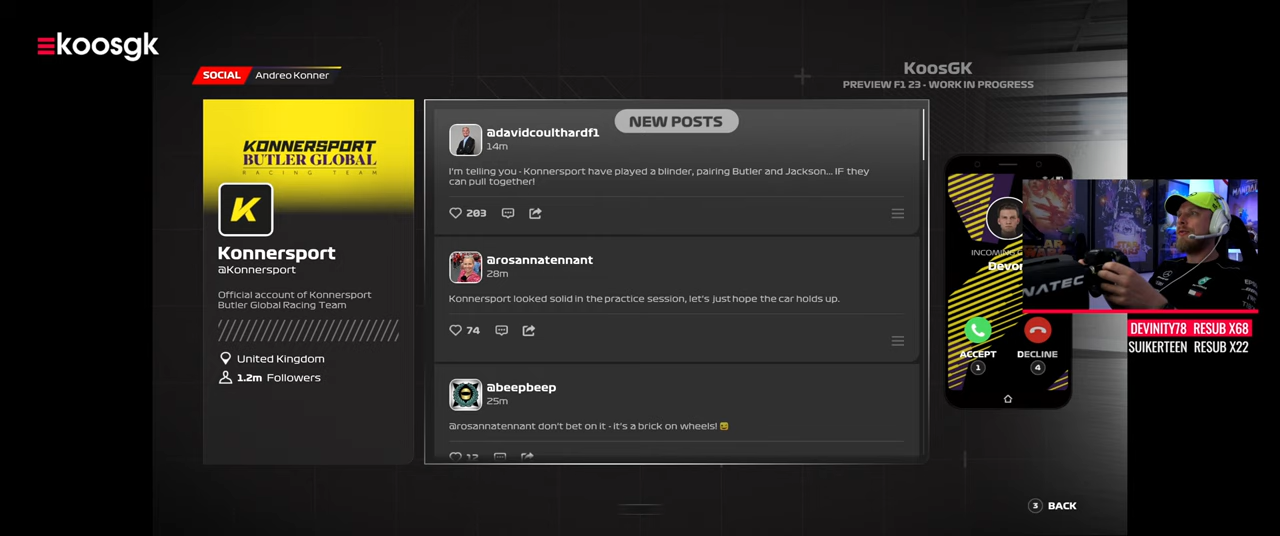 koosgk
SOCIAL Andreo Konner
KoosGK
PREVIEW F1 23 - WORK IN PROGRESS
KONNERSPORT
BUTLER GLOBAL
RACING TEAM
K
Konnersport
@Konnersport
Official account of Konnersport
Butler Global Racing Team
United Kingdom
1.2m Followers
NEW POSTS
@davidcoulthardf1
14m
I'm telling you - Konnersport have played a blinder, pairing Butler and Jackson... IF they
can pull together!
203
@rosannatennant
28m
Konnersport looked solid in the practice session, let's just hope the car holds up.
74
@beepbeep
25m
@rosannatennant don't bet on it - it's a brick on wheels! 😆
12
INCOMING
Devon
ACCEPT
1
DECLINE
4
NATEC
EPSON
DEVINITY78 RESUB X68
SUIKERTEEN RESUB X22
3 BACK